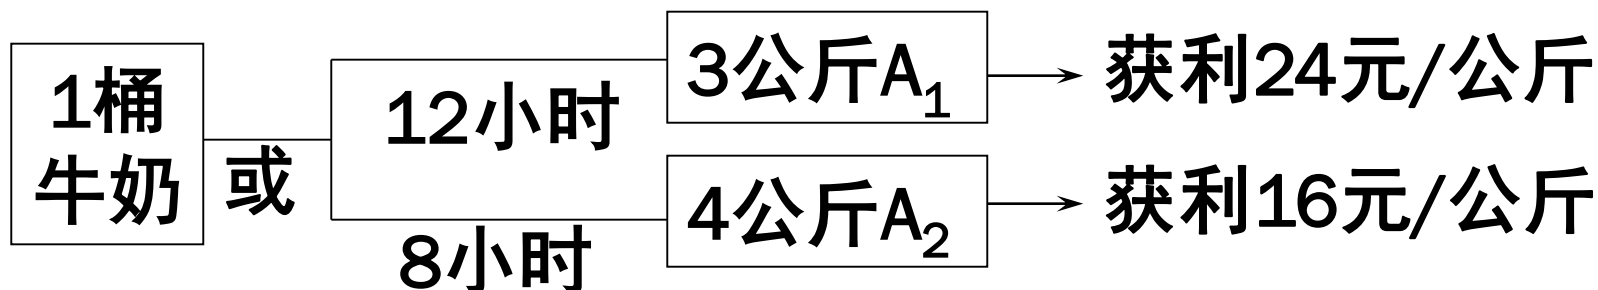 1桶
牛奶
或
12小时
8小时
3公斤A₁
4公斤A₂
获利24元/公斤
获利16元/公斤